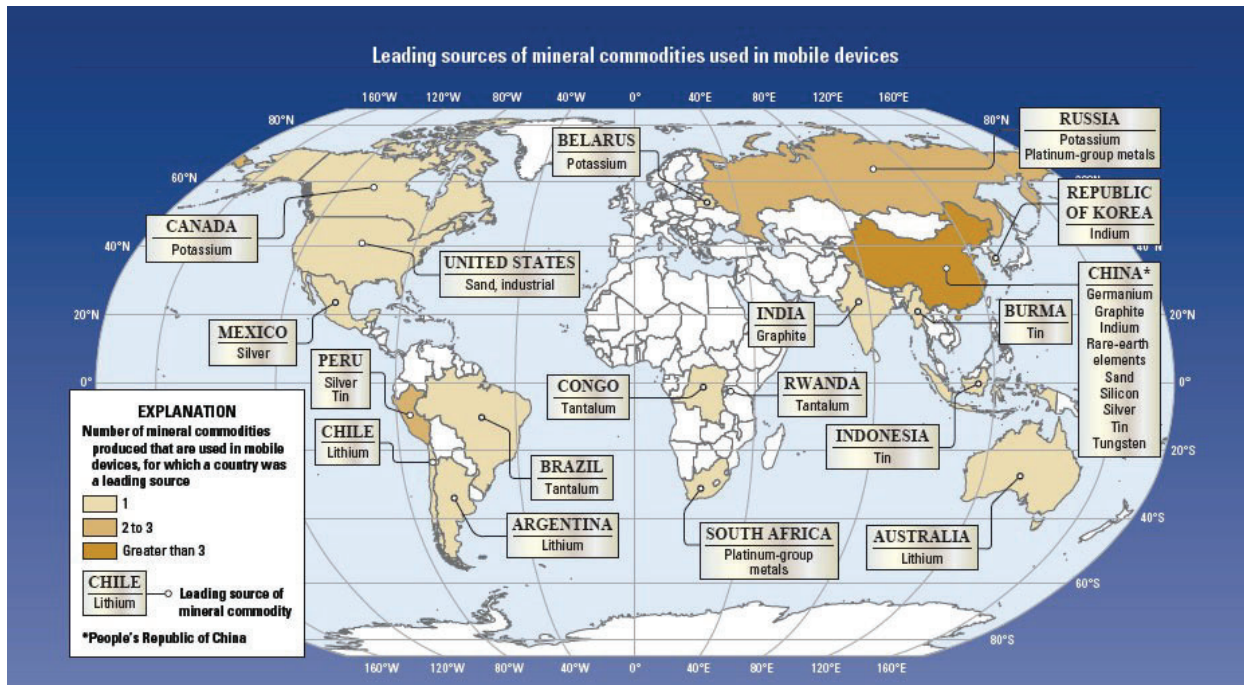 Leading sources of mineral commodities used in mobile devices
160°W 120°W 80°W 40°W 0° 40°E 80°E 120°E 160°E
80°N
80°N
60°N
40°N
40°N
20°N
20°N
0°
0°
20°S
40°S
60°S
80°S
RUSSIA
Potassium
Platinum-group metals
BELARUS
Potassium
REPUBLIC
OF KOREA
Indium
CANADA
Potassium
UNITED STATES
Sand, industrial
CHINA*
Germanium
Graphite
Indium
Rare-earth
elements
Sand
Silicon
Silver
Tin
Tungsten
INDIA
Graphite
BURMA
Tin
MEXICO
Silver
PERU
Silver
Tin
CONGO
Tantalum
RWANDA
Tantalum
CHILE
Lithium
BRAZIL
Tantalum
INDONESIA
Tin
ARGENTINA
Lithium
SOUTH AFRICA
Platinum-group
metals
AUSTRALIA
Lithium
EXPLANATION
Number of mineral commodities
produced that are used in mobile
devices, for which a country was
a leading source
1
2 to 3
Greater than 3
CHILE
Lithium
Leading source of
mineral commodity
*People's Republic of China
160°W 120°W 80°W 40°W 0° 40°E 80°E 120°E 160°E